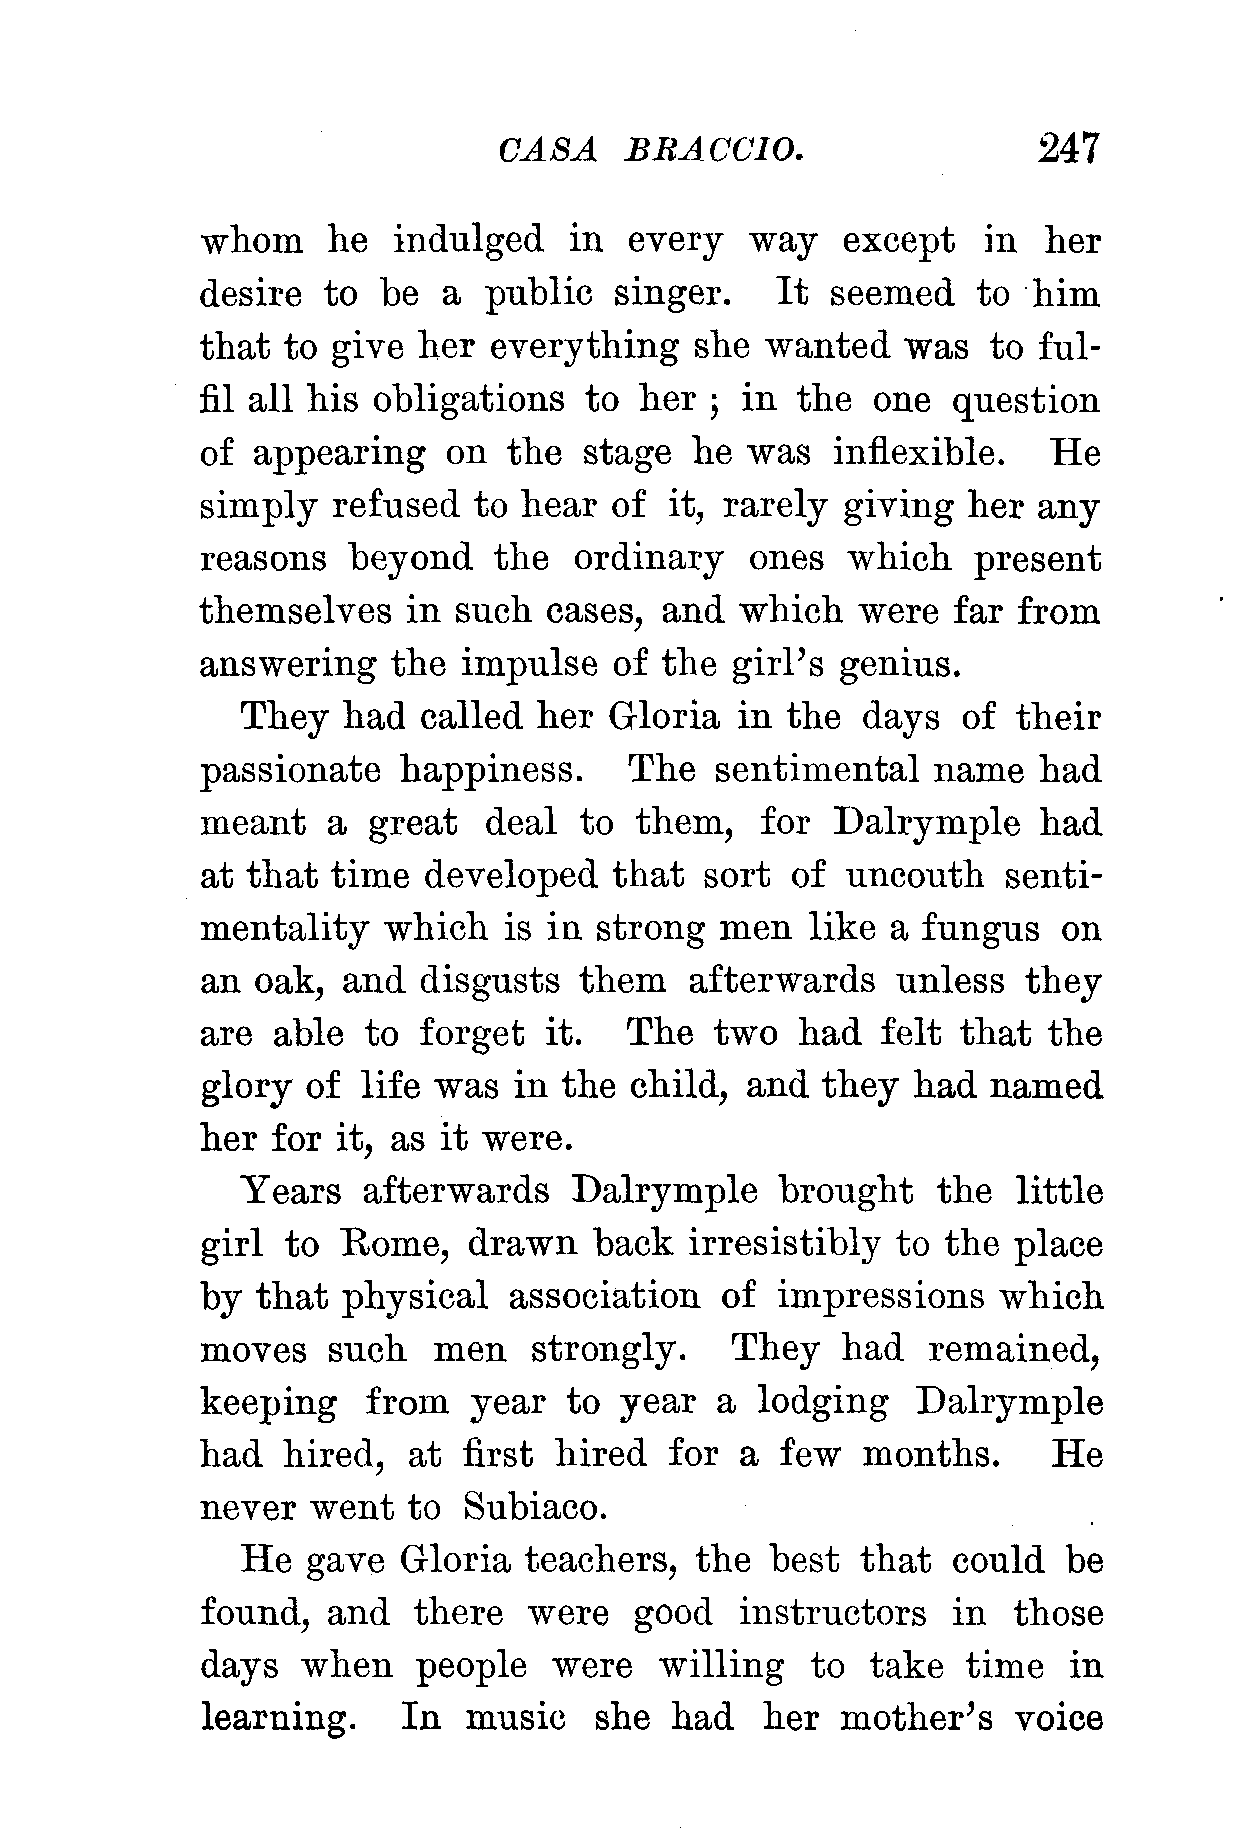 CASA BRACCIO. 247
whom he indulged in every way except in her
desire to be a public singer. It seemed to him
that to give her everything she wanted was to ful-
fil all his obligations to her ; in the one question
of appearing on the stage he was inflexible. He
simply refused to hear of it, rarely giving her any
reasons beyond the ordinary ones which present
themselves in such cases, and which were far from
answering the impulse of the girl's genius.
They had called her Gloria in the days of their
passionate happiness. The sentimental name had
meant a great deal to them, for Dalrymple had
at that time developed that sort of uncouth senti-
mentality which is in strong men like a fungus on
an oak, and disgusts them afterwards unless they
are able to forget it. The two had felt that the
glory of life was in the child, and they had named
her for it, as it were.
Years afterwards Dalrymple brought the little
girl to Rome, drawn back irresistibly to the place
by that physical association of impressions which
moves such men strongly. They had remained,
keeping from year to year a lodging Dalrymple
had hired, at first hired for a few months. He
never went to Subiaco.
He gave Gloria teachers, the best that could be
found, and there were good instructors in those
days when people were willing to take time in
learning. In music she had her mother's voice